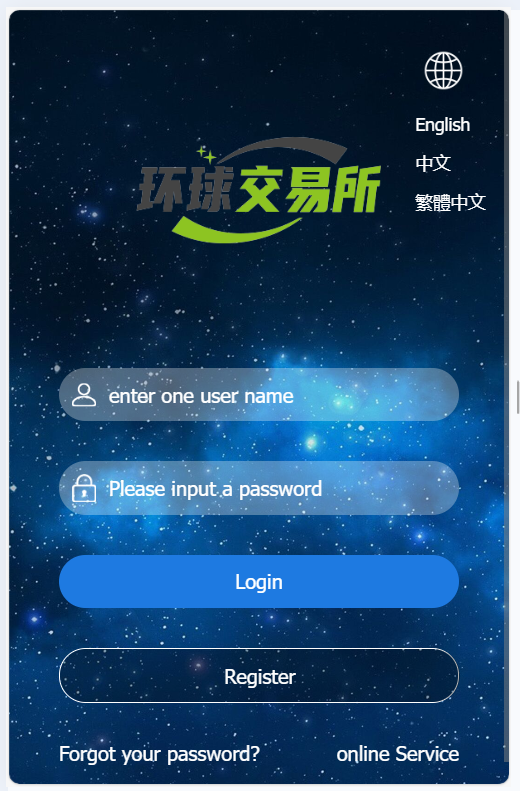 English
中文
繁體中文
环球交易所
enter one user name
Please input a password
Login
Register
Forgot your password?
online Service